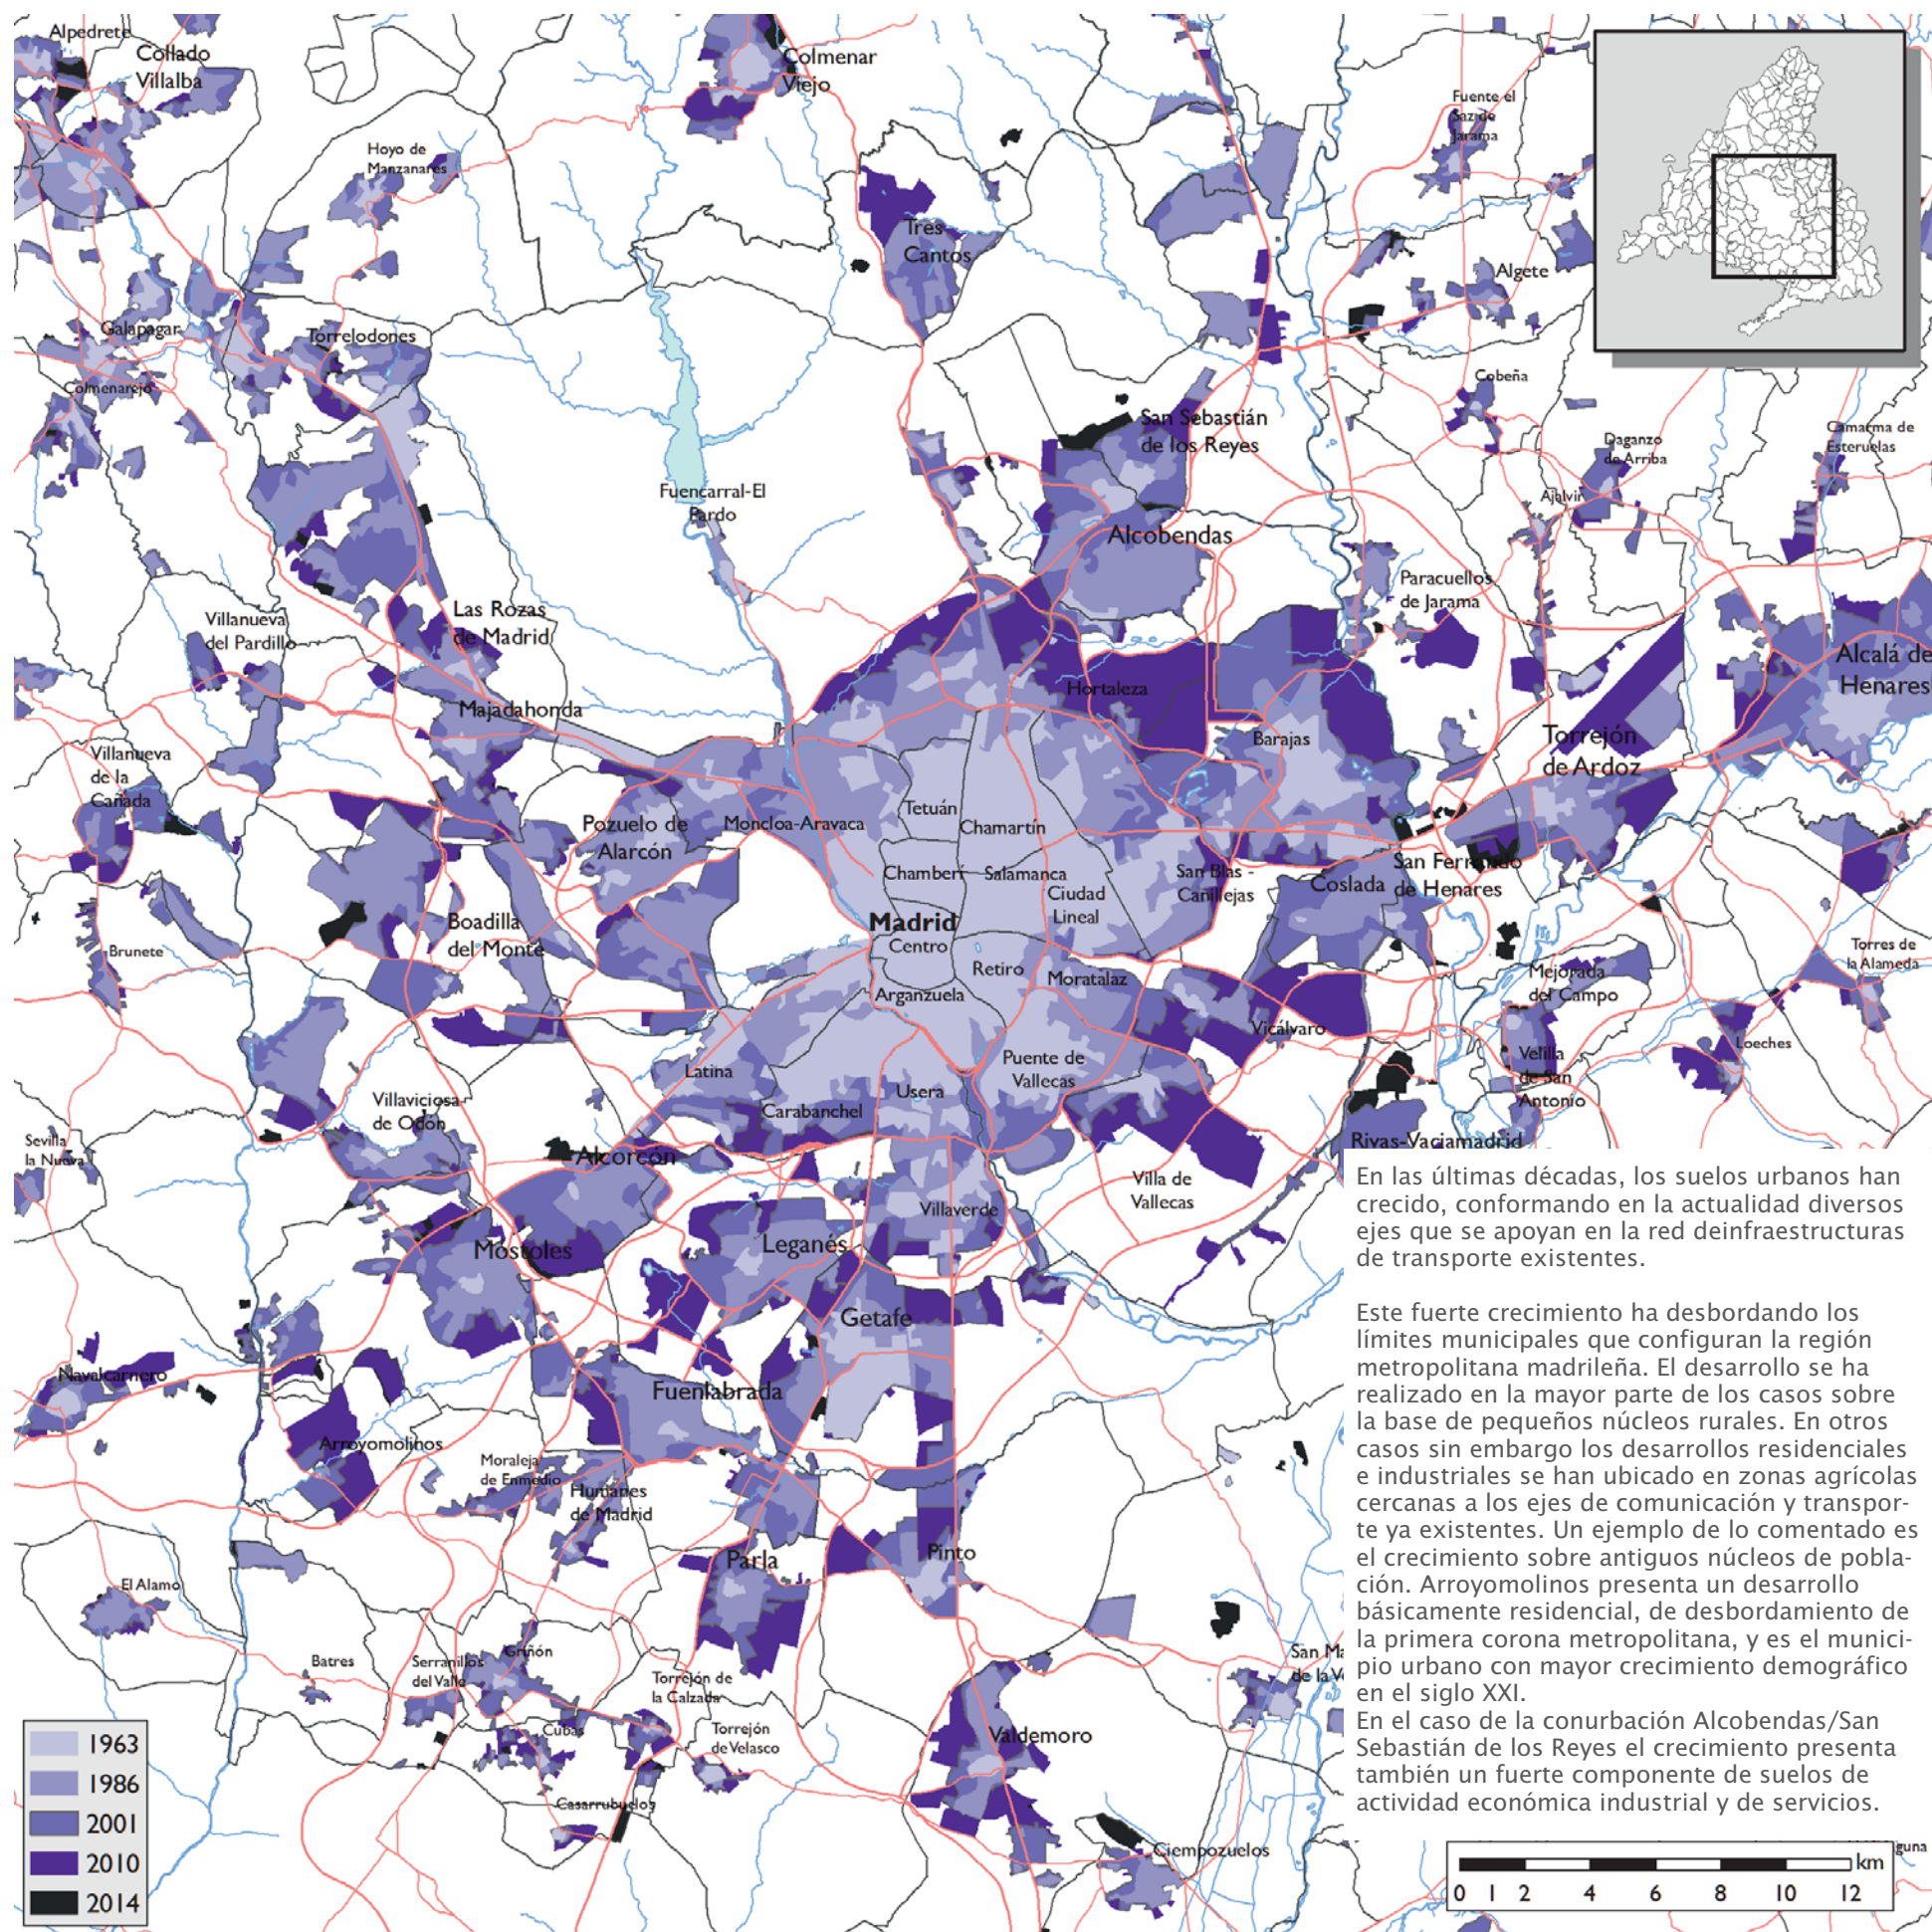 Alpedrete
Collado
Villalba
Colmenar
Viejo
Fuente el
Saz de
Jarama
Hoyo de
Manzanares
Tres
Cantos
Algete
Galapagar
Torrelodones
Colmenarejo
Cobeña
San Sebastián
de los Reyes
Daganzo
de Arriba
Camarma de
Esteruelas
Ajalvir
Fuencarral-El
Pardo
Alcobendas
Paracuellos
de Jarama
Las Rozas
de Madrid
Villanueva
del Pardillo
Alcalá de
Henares
Hortaleza
Majadahonda
Barajas
Torrejón
de Ardoz
Villanueva
de la
Cañada
Tetuán
Chamartín
Pozuelo de
Alarcón
Moncloa-Aravaca
Chamberí
Salamanca
San Blas -
Canillejas
Coslada
San Fernando
de Henares
Ciudad
Lineal
Boadilla
del Monte
Madrid
Centro
Brunete
Retiro
Moratalaz
Mejorada
del Campo
Torres de
la Alameda
Arganzuela
Vicálvaro
Loeches
Puente de
Vallecas
Velilla
de San
Antonio
Latina
Usera
Carabanchel
Villaviciosa
de Odón
Sevilla
la Nueva
Alcorcón
Rivas-Vaciamadrid
Villa de
Vallecas
Villaverde
Móstoles
Leganés
Getafe
Navalcarnero
Fuenlabrada
Arroyomolinos
Moraleja
de Enmedio
Humanes
de Madrid
Parla
Pinto
El Alamo
Batres
Serranillos
del Valle
Griñón
Torrejón de
la Calzada
San Ma
de la Ve
Cubas
Torrejón
de Velasco
Valdemoro
Casarrubuelos
Ciempozuelos
guna
En las últimas décadas, los suelos urbanos han
crecido, conformando en la actualidad diversos
ejes que se apoyan en la red deinfraestructuras
de transporte existentes.
Este fuerte crecimiento ha desbordando los
límites municipales que configuran la región
metropolitana madrileña. El desarrollo se ha
realizado en la mayor parte de los casos sobre
la base de pequeños núcleos rurales. En otros
casos sin embargo los desarrollos residenciales
e industriales se han ubicado en zonas agrícolas
cercanas a los ejes de comunicación y transpor-
te ya existentes. Un ejemplo de lo comentado es
el crecimiento sobre antiguos núcleos de pobla-
ción. Arroyomolinos presenta un desarrollo
básicamente residencial, de desbordamiento de
la primera corona metropolitana, y es el munici-
pio urbano con mayor crecimiento demográfico
en el siglo XXI.
En el caso de la conurbación Alcobendas/San
Sebastián de los Reyes el crecimiento presenta
también un fuerte componente de suelos de
actividad económica industrial y de servicios.
1963
1986
2001
2010
2014
km
0 1 2 4 6 8 10 12